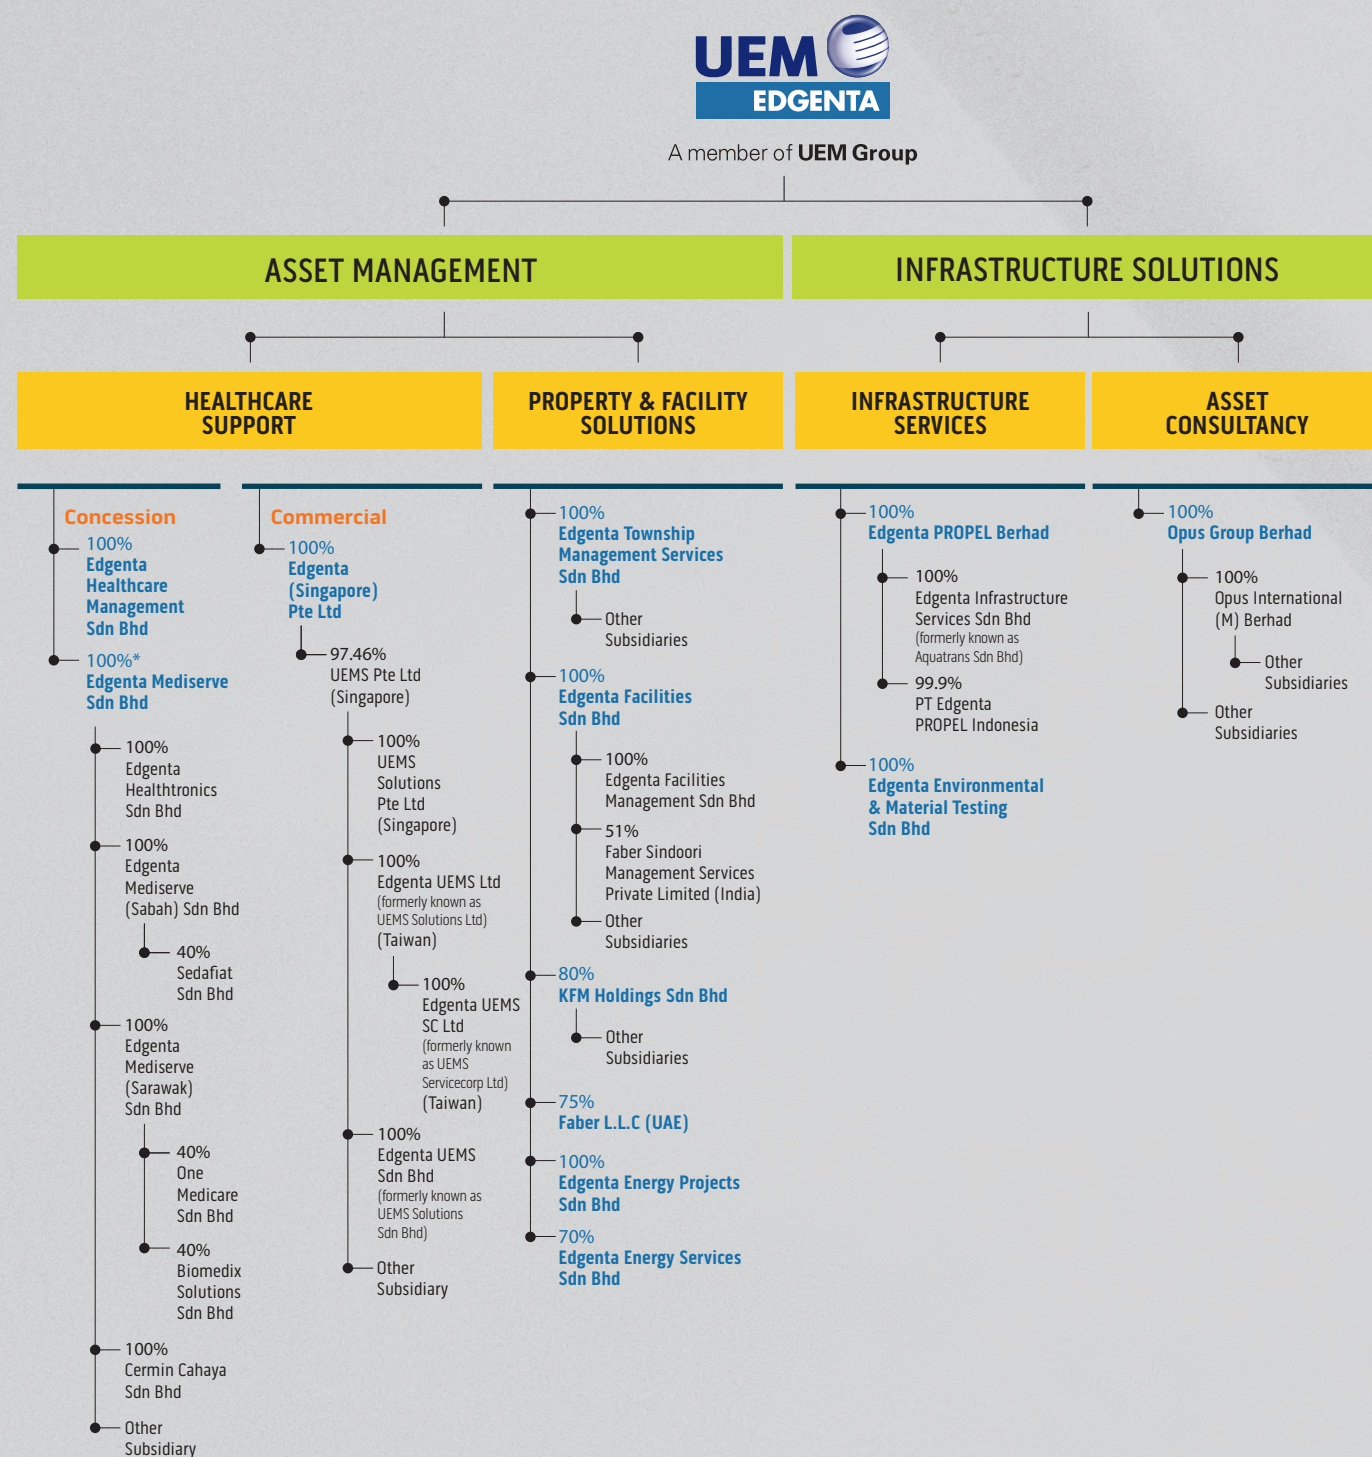 UEM
EDGENTA
A member of UEM Group
ASSET MANAGEMENT
INFRASTRUCTURE SOLUTIONS
HEALTHCARE
SUPPORT
PROPERTY & FACILITY
SOLUTIONS
INFRASTRUCTURE
SERVICES
ASSET
CONSULTANCY
Concession
100%
Edgenta
Healthcare
Management
Sdn Bhd
100%*
Edgenta Mediserve
Sdn Bhd
100%
Edgenta
Healthtronics
Sdn Bhd
100%
Edgenta
Mediserve
(Sabah) Sdn Bhd
40%
Sedafiat
Sdn Bhd
100%
Edgenta
Mediserve
(Sarawak)
Sdn Bhd
40%
One
Medicare
Sdn Bhd
40%
Biomedix
Solutions
Sdn Bhd
100%
Cermin Cahaya
Sdn Bhd
Other
Subsidiary
Commercial
100%
Edgenta
(Singapore)
Pte Ltd
97.46%
UEMS Pte Ltd
(Singapore)
100%
UEMS
Solutions
Pte Ltd
(Singapore)
100%
Edgenta UEMS Ltd
(formerly known as
UEMS Solutions Ltd)
(Taiwan)
100%
Edgenta UEMS
SC Ltd
(formerly known
as UEMS
Servicecorp Ltd)
(Taiwan)
100%
Edgenta UEMS
Sdn Bhd
(formerly known as
UEMS Solutions
Sdn Bhd)
Other
Subsidiary
100%
Edgenta Township
Management Services
Sdn Bhd
Other
Subsidiaries
100%
Edgenta Facilities
Sdn Bhd
100%
Edgenta Facilities
Management Sdn Bhd
51%
Faber Sindoori
Management Services
Private Limited (India)
Other
Subsidiaries
80%
KFM Holdings Sdn Bhd
Other
Subsidiaries
75%
Faber L.L.C (UAE)
100%
Edgenta Energy Projects
Sdn Bhd
70%
Edgenta Energy Services
Sdn Bhd
100%
Edgenta PROPEL Berhad
100%
Edgenta Infrastructure
Services Sdn Bhd
(formerly known as
Aquatrans Sdn Bhd)
99.9%
PT Edgenta
PROPEL Indonesia
100%
Edgenta Environmental
& Material Testing
Sdn Bhd
100%
Opus Group Berhad
100%
Opus International
(M) Berhad
Other
Subsidiaries
Other
Subsidiaries